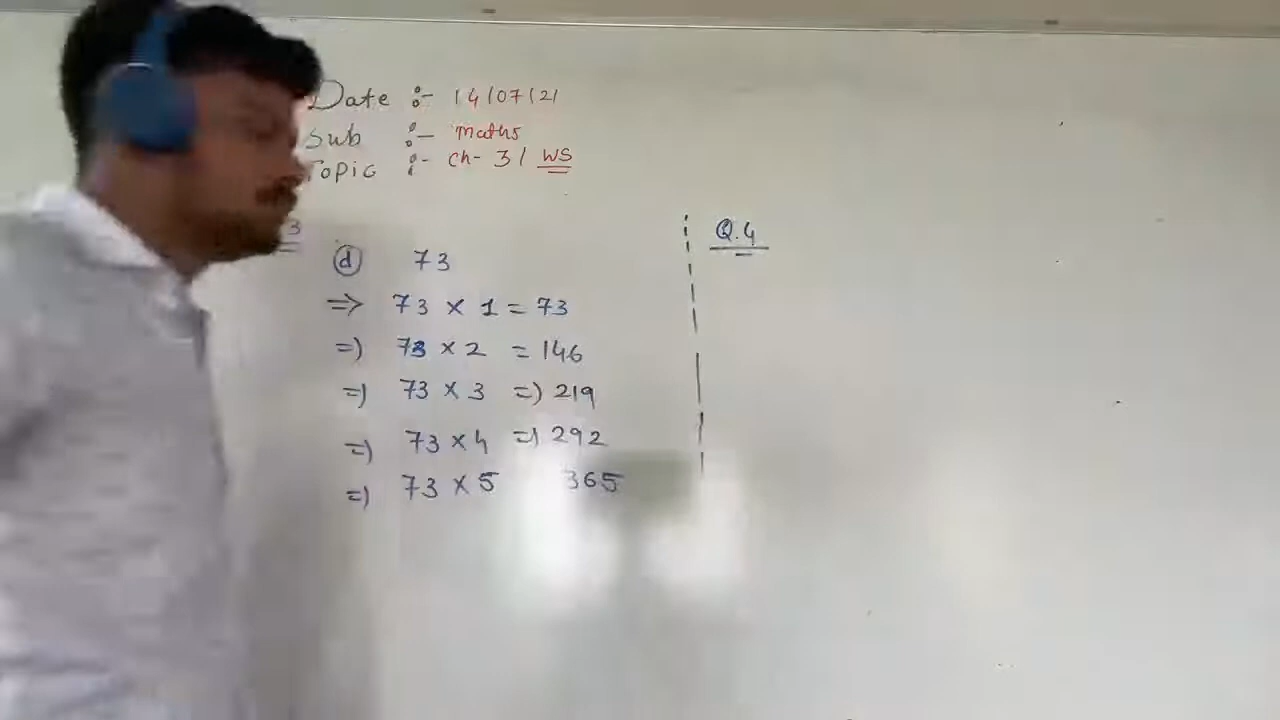 Date :- 14/07/21
Sub :- Maths
Topic :- Ch- 3 / WS
3
(d) 73
=> 73 × 1 = 73
=) 73 × 2 = 146
=) 73 × 3 =) 219
=) 73 × 4 =) 292
=) 73 × 5 365
Q.4